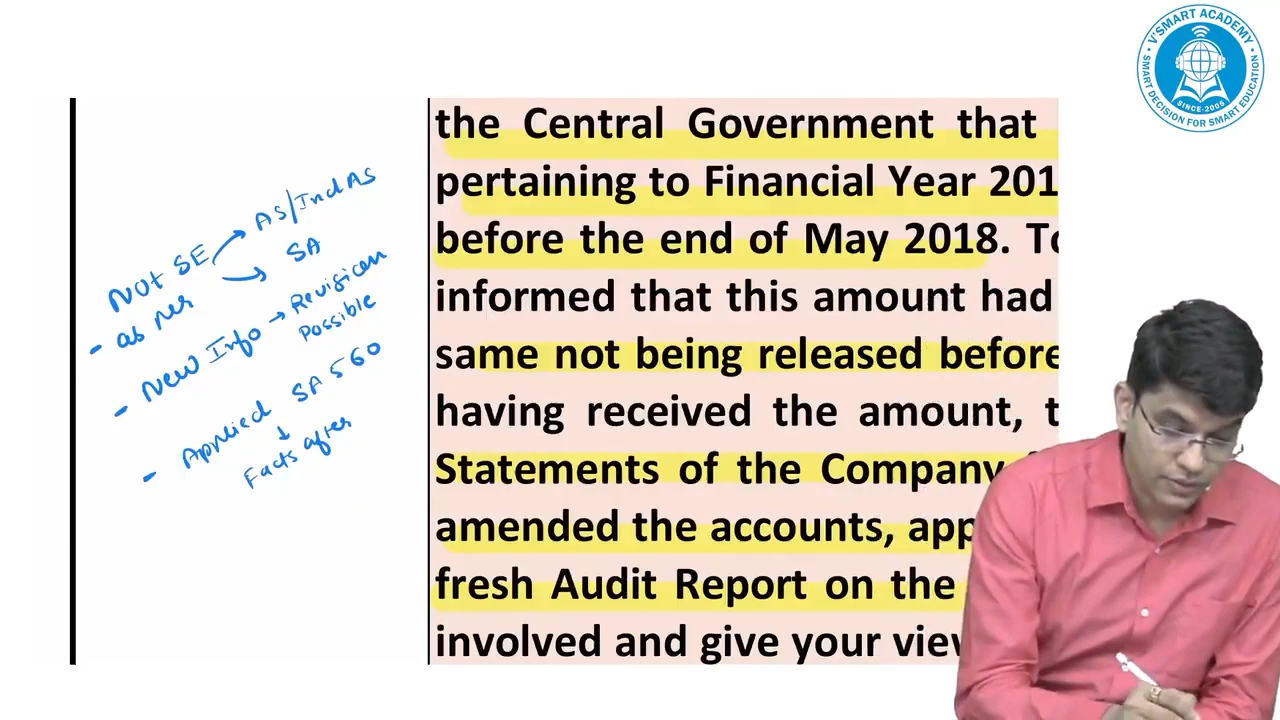 V'SMART ACADEMY
SMART DECISION FOR SMART EDUCATION
SINCE-2005
Not SE → AS/Ind AS
→ SA
- as per
- New Info → Revision
Possible
- Applied SA 560
↓
Facts after
the Central Government that
pertaining to Financial Year 201
before the end of May 2018. To
informed that this amount had
same not being released before
having received the amount, t
Statements of the Company
amended the accounts, app
fresh Audit Report on the
involved and give your view